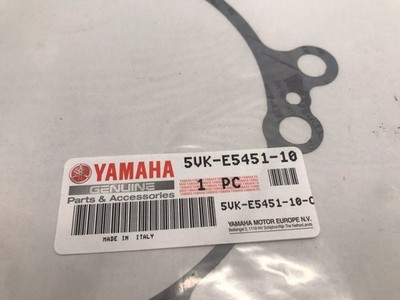 YAMAHA
GENUINE
Parts & Accessories
5VK-E5451-10
1 PC
5VK-E5451-10-C
MADE IN ITALY
YAMAHA MOTOR EUROPE N.V.